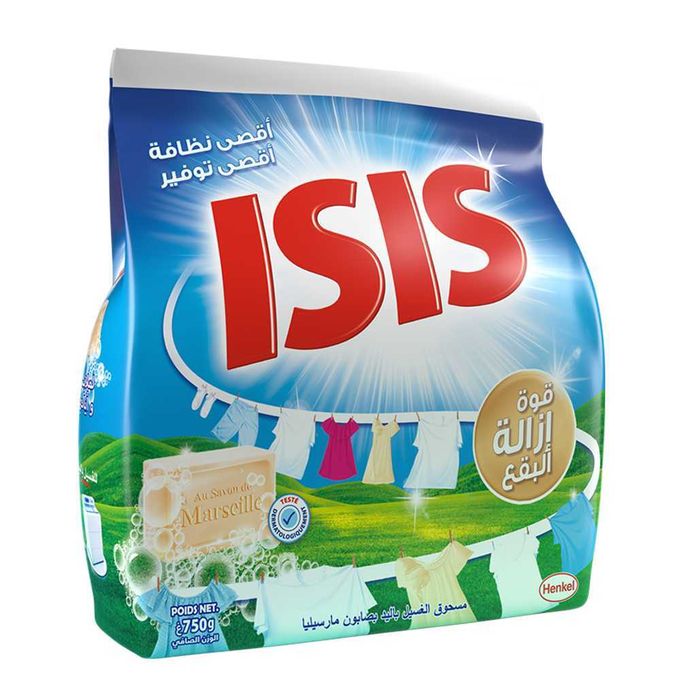 أقصى نظافة
أقصى توفير
ISIS
قوة
إزالة
البقع
Au Savon de
Marseille
TESTÉ
DERMATOLOGIQUEMENT
POIDS NET.
750g غ
الوزن الصافي
مسحوق الغسيل باليد بصابون مارسيليا
Henkel